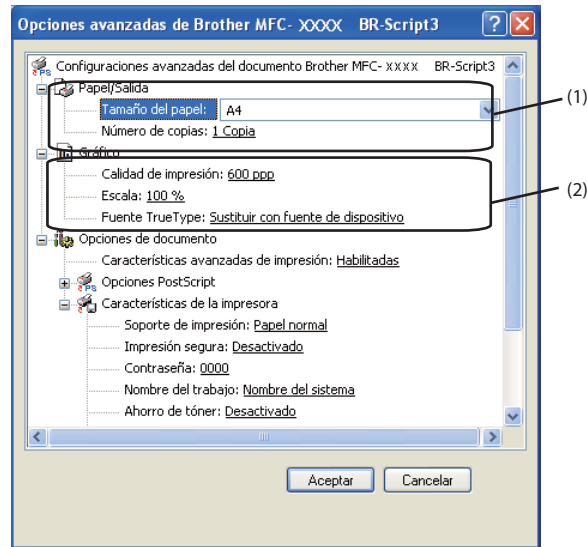 Opciones avanzadas de Brother MFC- XXXX BR-Script3
Configuraciones avanzadas del documento Brother MFC- XXXX BR-Script3
Papel/Salida
Tamaño del papel: A4
(1)
Número de copias: 1 Copia
Gráfico
Calidad de impresión: 600 ppp
(2)
Escala: 100 %
Fuente TrueType: Sustituir con fuente de dispositivo
Opciones de documento
Características avanzadas de impresión: Habilitadas
Opciones PostScript
Características de la impresora
Soporte de impresión: Papel normal
Impresión segura: Desactivado
Contraseña: 0000
Nombre del trabajo: Nombre del sistema
Ahorro de tóner: Desactivado
Aceptar Cancelar